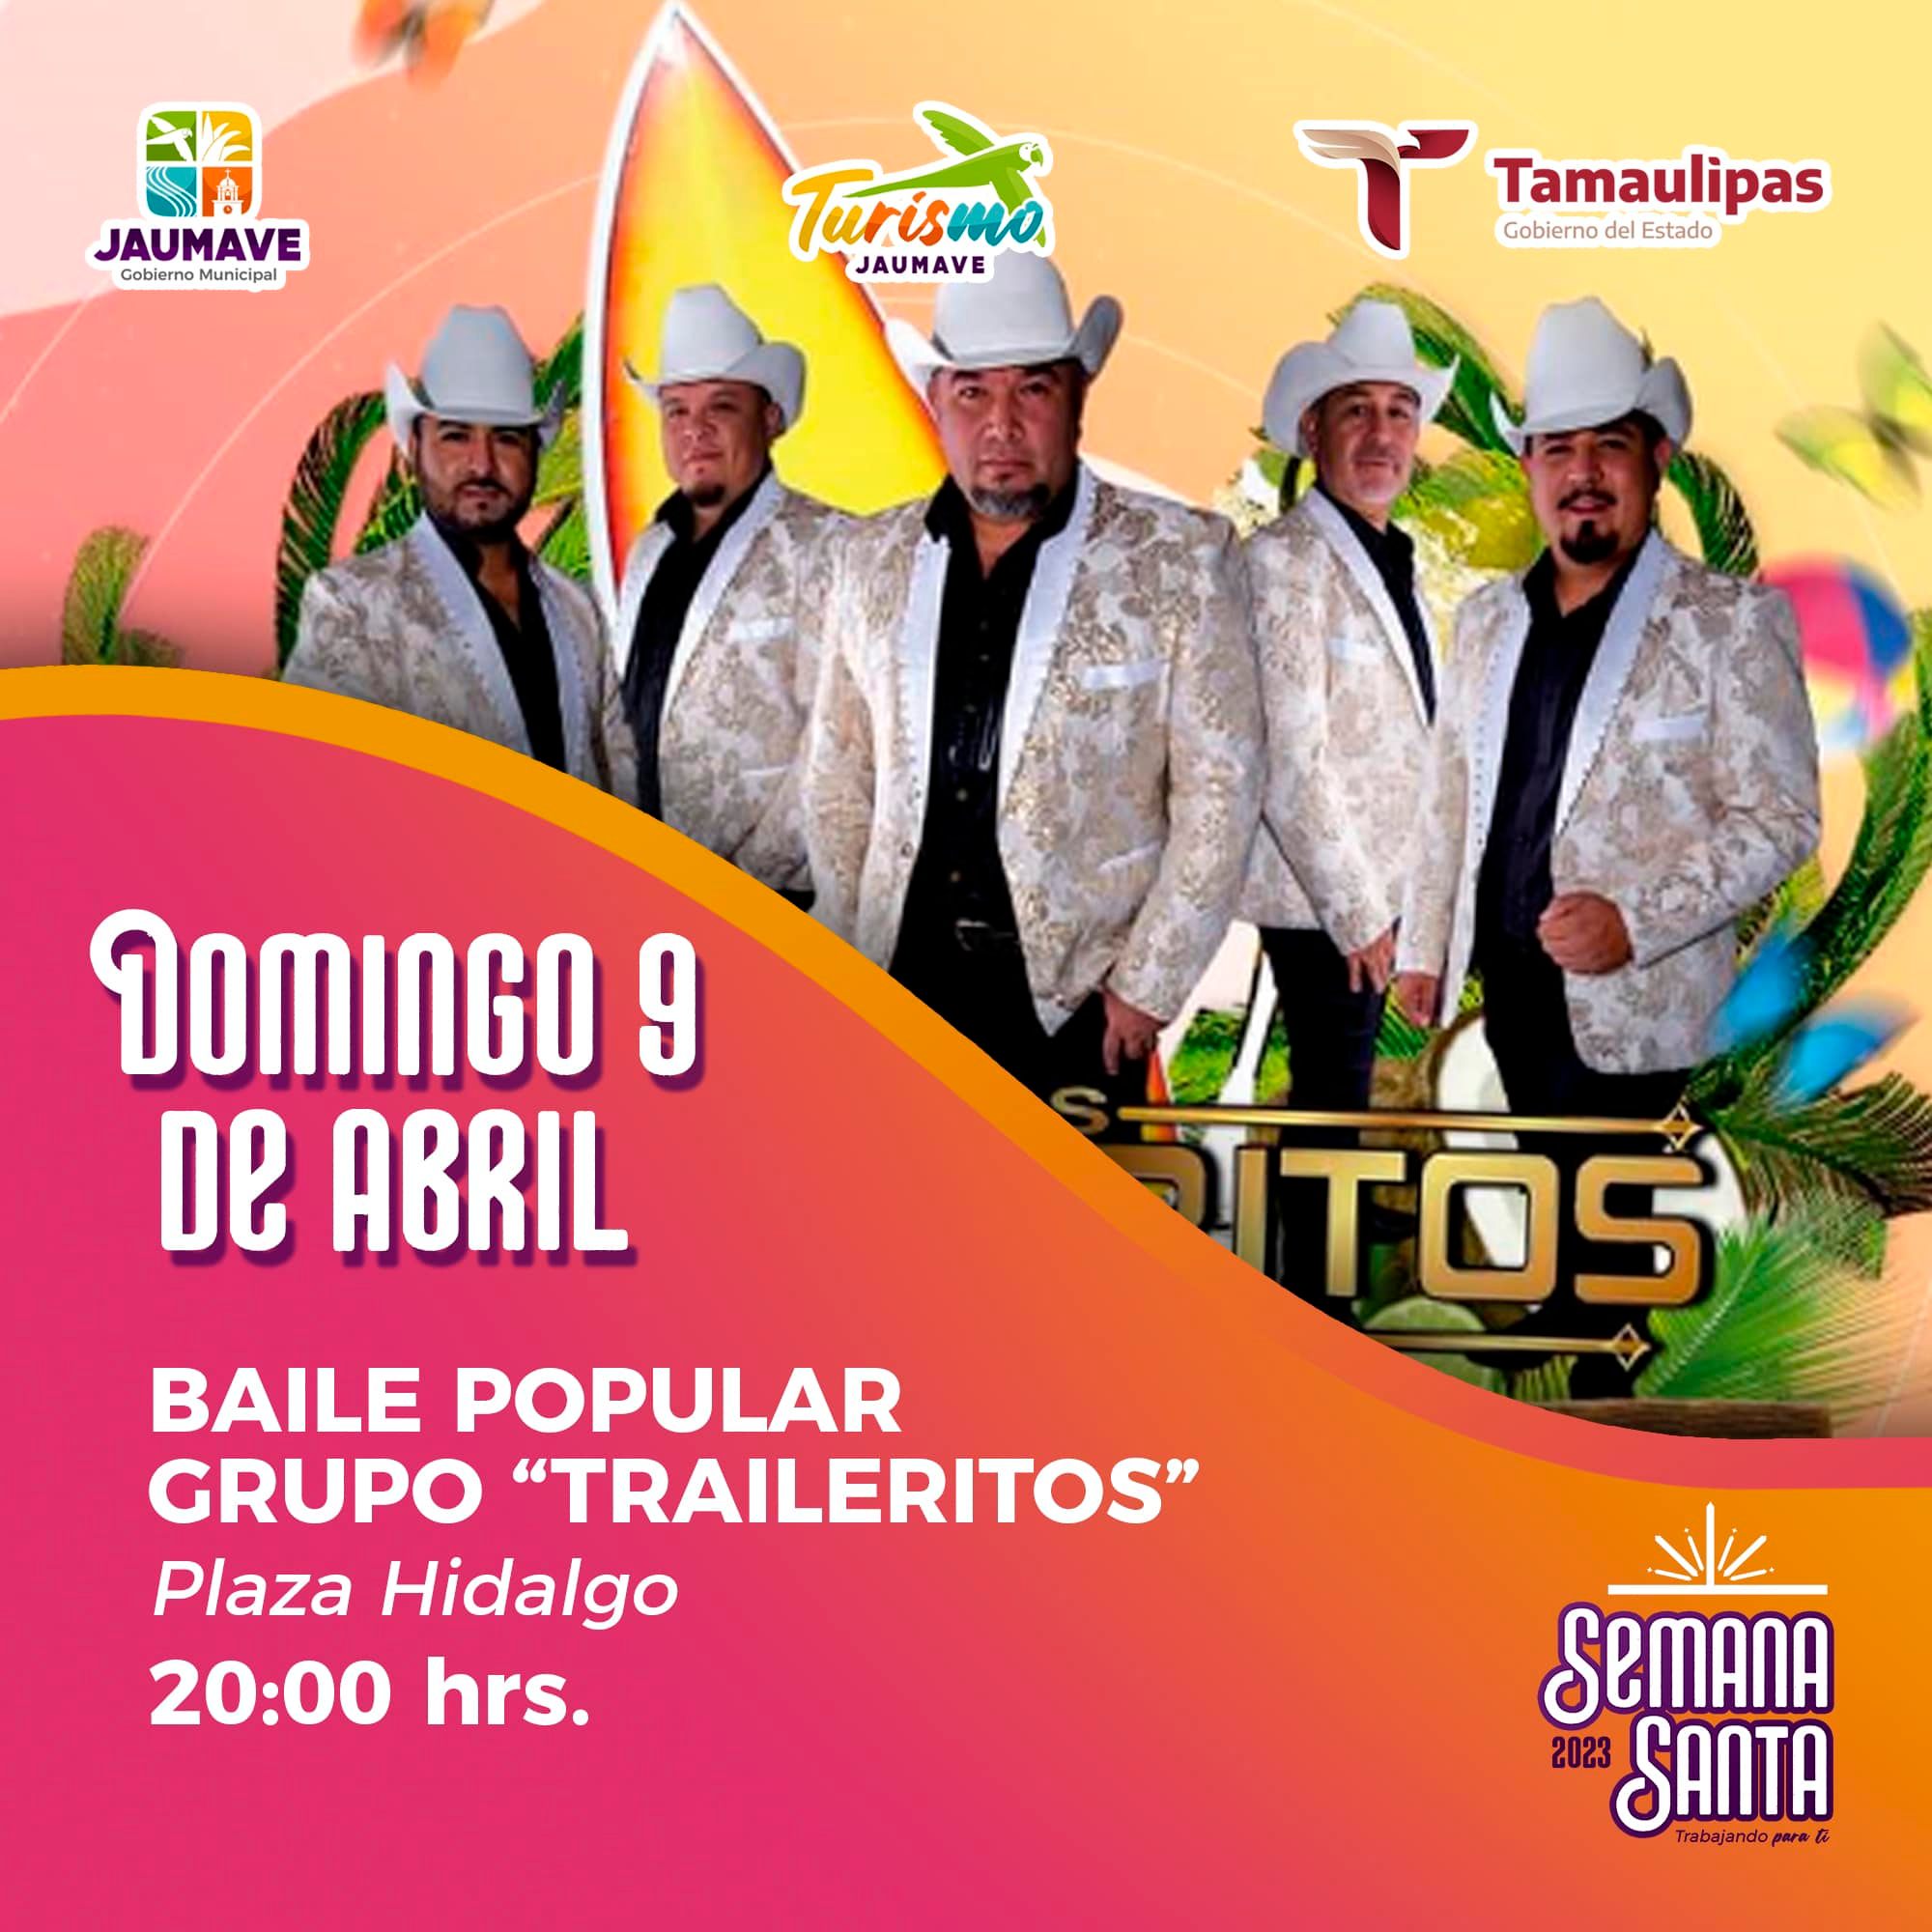 JAUMAVE
Gobierno Municipal
Turismo
JAUMAVE
Tamaulipas
Gobierno del Estado
DOMINGO 9
DE ABRIL
BAILE POPULAR
GRUPO “TRAILERITOS”
Plaza Hidalgo
20:00 hrs.
SEMANA
2023 SANTA
Trabajando para ti